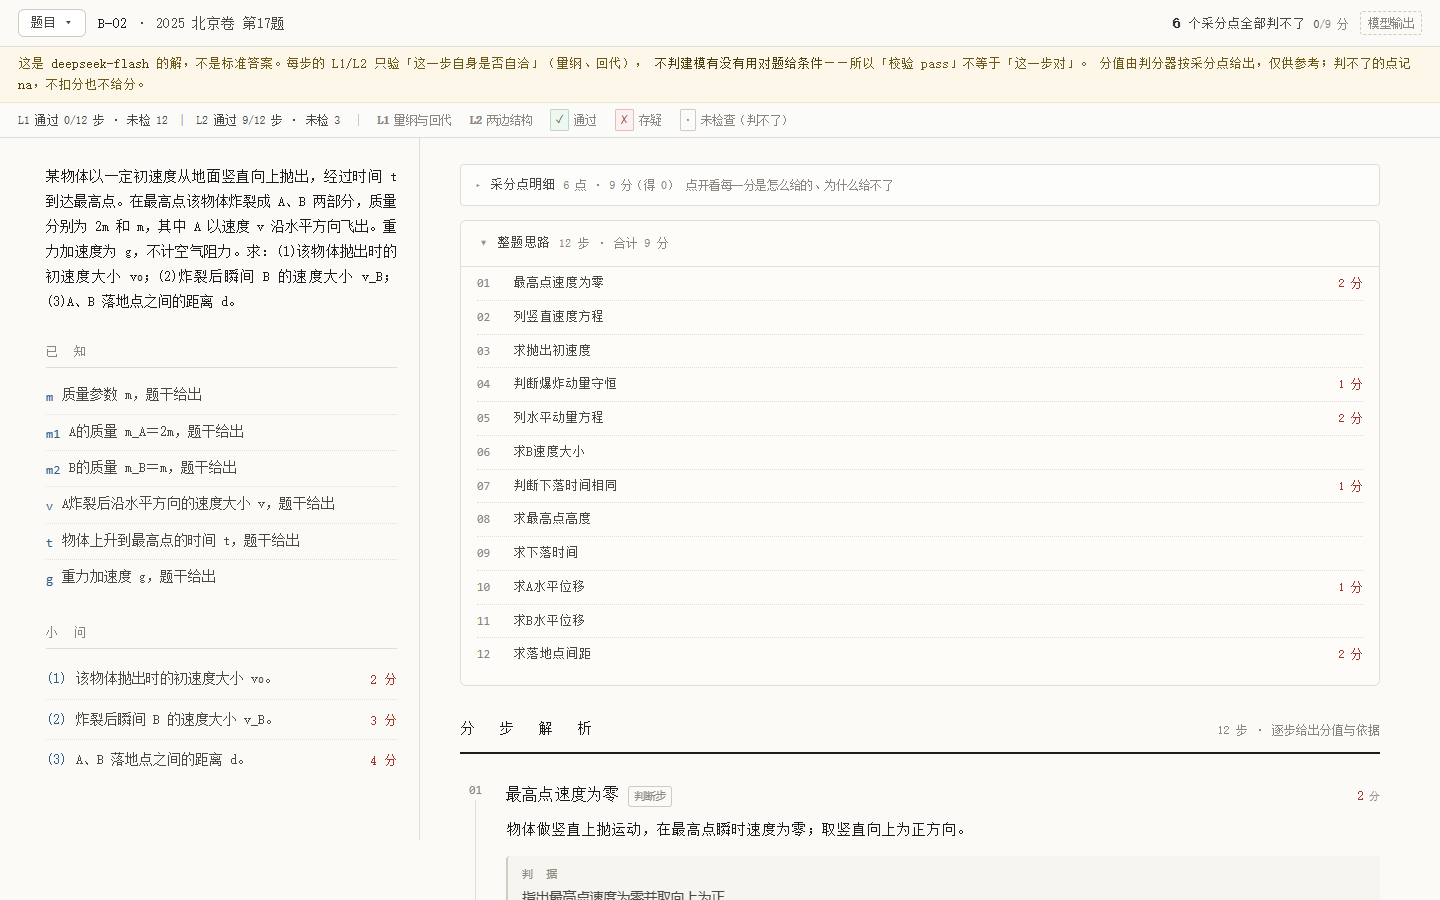 题目 ▾ B-02 · 2025 北京卷 第17题
6 个采分点全部判不了 0/9 分 模型输出
这是 deepseek-flash 的解，不是标准答案。每步的 L1/L2 只验「这一步自身是否自洽」（量纲、回代）， 不判建模有没有用对题给条件——所以「校验 pass」不等于「这一步对」。 分值由判分器按采分点给出，仅供参考；判不了的点记
na，不扣分也不给分。
L1 通过 0/12 步 · 未检 12 | L2 通过 9/12 步 · 未检 3 | L1 量纲与回代 L2 两边结构 ✓ 通过 ✗ 存疑 · 未检查（判不了）
某物体以一定初速度从地面竖直向上抛出，经过时间 t
到达最高点。在最高点该物体炸裂成 A、B 两部分，质量
分别为 2m 和 m，其中 A 以速度 v 沿水平方向飞出。重
力加速度为 g，不计空气阻力。求：(1)该物体抛出时的
初速度大小 v₀；(2)炸裂后瞬间 B 的速度大小 v_B；
(3)A、B 落地点之间的距离 d。
已 知
m 质量参数 m，题干给出
m1 A的质量 m_A＝2m，题干给出
m2 B的质量 m_B＝m，题干给出
v A炸裂后沿水平方向的速度大小 v，题干给出
t 物体上升到最高点的时间 t，题干给出
g 重力加速度 g，题干给出
小 问
(1) 该物体抛出时的初速度大小 v₀。 2 分
(2) 炸裂后瞬间 B 的速度大小 v_B。 3 分
(3) A、B 落地点之间的距离 d。 4 分
▸ 采分点明细 6 点 · 9 分（得 0） 点开看每一分是怎么给的、为什么给不了
▾ 整题思路 12 步 · 合计 9 分
01 最高点速度为零 2 分
02 列竖直速度方程
03 求抛出初速度
04 判断爆炸动量守恒 1 分
05 列水平动量方程 2 分
06 求B速度大小
07 判断下落时间相同 1 分
08 求最高点高度
09 求下落时间
10 求A水平位移 1 分
11 求B水平位移
12 求落地点间距 2 分
分 步 解 析 12 步 · 逐步给出分值与依据
01 最高点速度为零 判断步 2 分
物体做竖直上抛运动，在最高点瞬时速度为零；取竖直向上为正方向。
判 据
指出最高点速度为零并取向上为正